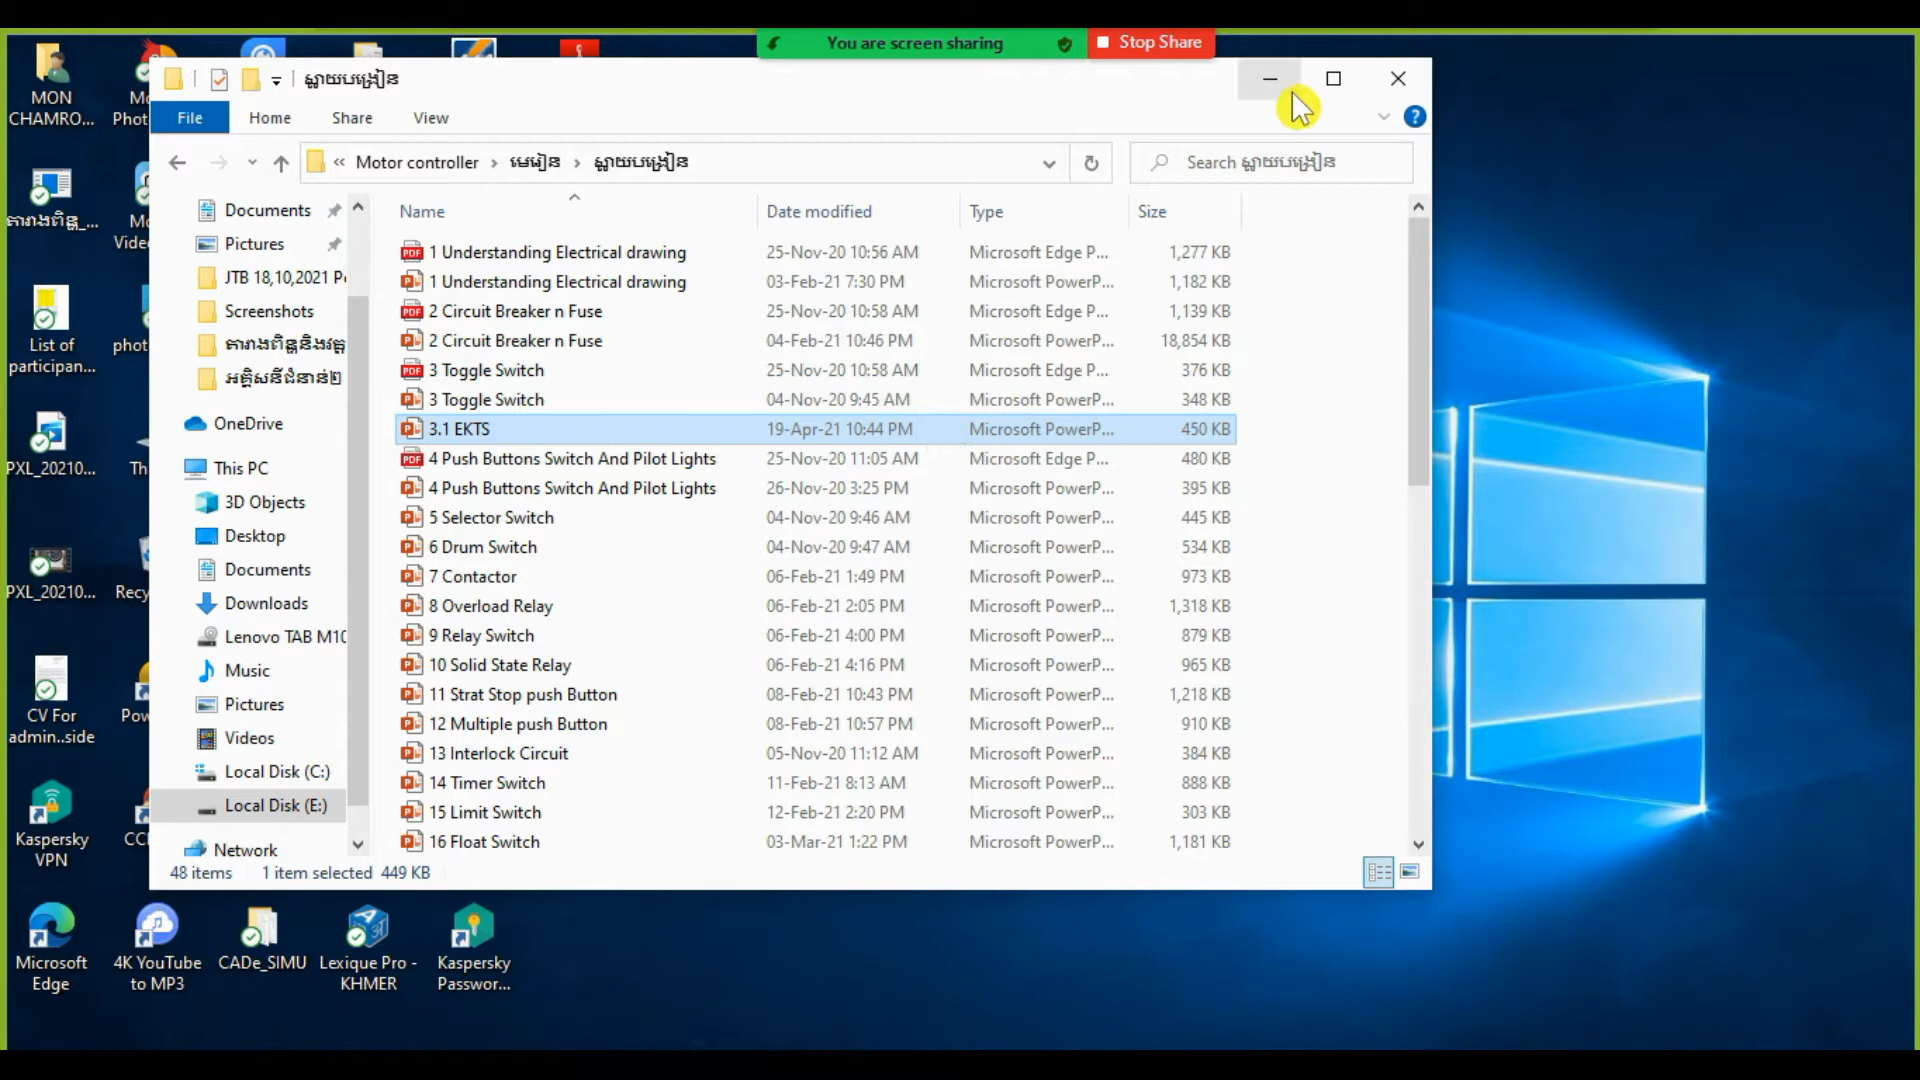 You are screen sharing
Stop Share
ស្លាយបង្រៀន
File
Home
Share
View
Motor controller
មេរៀន
ស្លាយបង្រៀន
Search ស្លាយបង្រៀន
Name
Date modified
Type
Size
1 Understanding Electrical drawing 25-Nov-20 10:56 AM Microsoft Edge P... 1,277 KB
1 Understanding Electrical drawing 03-Feb-21 7:30 PM Microsoft PowerP... 1,182 KB
2 Circuit Breaker n Fuse 25-Nov-20 10:58 AM Microsoft Edge P... 1,139 KB
2 Circuit Breaker n Fuse 04-Feb-21 10:46 PM Microsoft PowerP... 18,854 KB
3 Toggle Switch 25-Nov-20 10:58 AM Microsoft Edge P... 376 KB
3 Toggle Switch 04-Nov-20 9:45 AM Microsoft PowerP... 348 KB
3.1 EKTS 19-Apr-21 10:44 PM Microsoft PowerP... 450 KB
4 Push Buttons Switch And Pilot Lights 25-Nov-20 11:05 AM Microsoft Edge P... 480 KB
4 Push Buttons Switch And Pilot Lights 26-Nov-20 3:25 PM Microsoft PowerP... 395 KB
5 Selector Switch 04-Nov-20 9:46 AM Microsoft PowerP... 445 KB
6 Drum Switch 04-Nov-20 9:47 AM Microsoft PowerP... 534 KB
7 Contactor 06-Feb-21 1:49 PM Microsoft PowerP... 973 KB
8 Overload Relay 06-Feb-21 2:05 PM Microsoft PowerP... 1,318 KB
9 Relay Switch 06-Feb-21 4:00 PM Microsoft PowerP... 879 KB
10 Solid State Relay 06-Feb-21 4:16 PM Microsoft PowerP... 965 KB
11 Strat Stop push Button 08-Feb-21 10:43 PM Microsoft PowerP... 1,218 KB
12 Multiple push Button 08-Feb-21 10:57 PM Microsoft PowerP... 910 KB
13 Interlock Circuit 05-Nov-20 11:12 AM Microsoft PowerP... 384 KB
14 Timer Switch 11-Feb-21 8:13 AM Microsoft PowerP... 888 KB
15 Limit Switch 12-Feb-21 2:20 PM Microsoft PowerP... 303 KB
16 Float Switch 03-Mar-21 1:22 PM Microsoft PowerP... 1,181 KB
Documents
Pictures
JTB 18,10,2021
Screenshots
តារាងពិន្ទុនិងវត្ត
អគ្គិសនីជំនាន់២
OneDrive
This PC
3D Objects
Desktop
Documents
Downloads
Lenovo TAB M10
Music
Pictures
Videos
Local Disk (C:)
Local Disk (E:)
Network
48 items
1 item selected 449 KB
MON
CHAMRO...
តារាងពិន្ទុ_...
List of
participan...
PXL_20210...
PXL_20210...
CV For
admin..side
Kaspersky
VPN
Microsoft
Edge
4K YouTube
to MP3
CADe_SIMU
Lexique Pro -
KHMER
Kaspersky
Passwor...